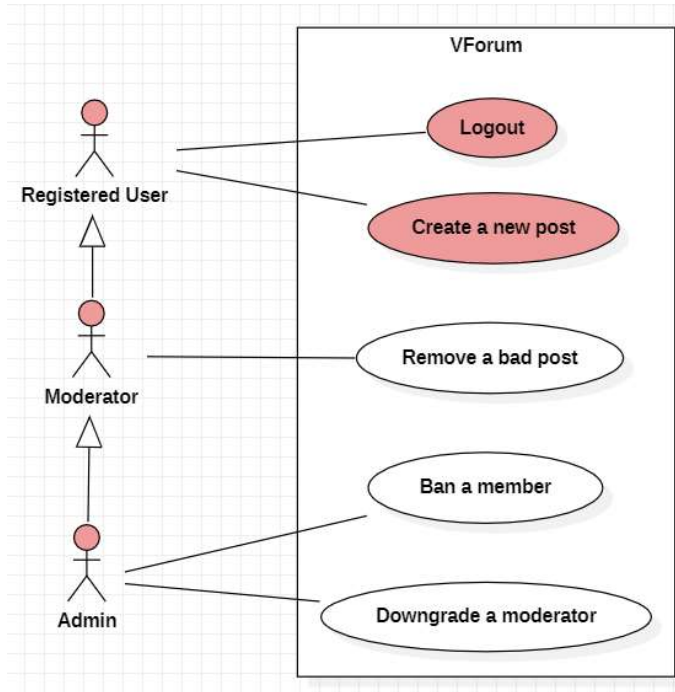 VForum
Logout
Registered User
Create a new post
Remove a bad post
Moderator
Ban a member
Admin
Downgrade a moderator